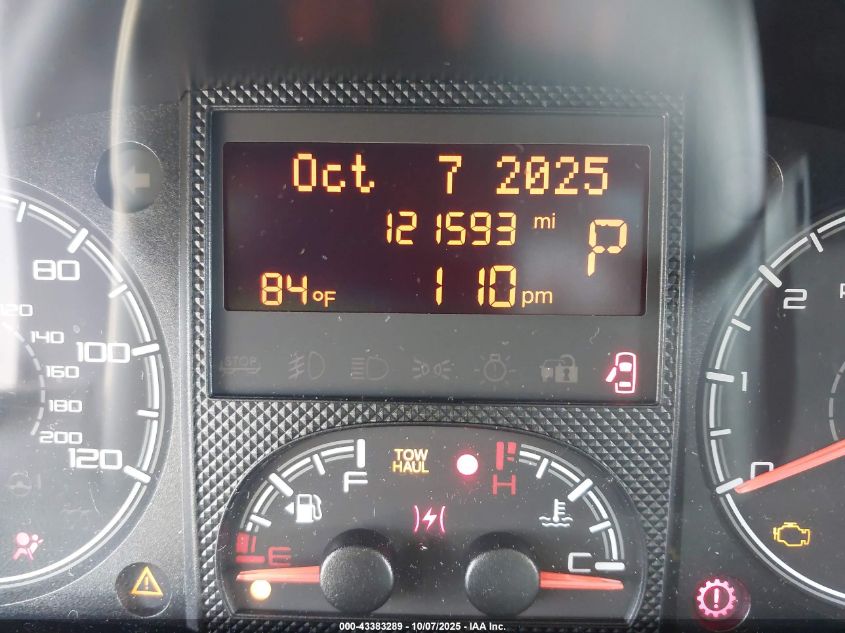 Oct 7 2025
121593 mi
P
84°F 1 10 pm
80
120
140
100
160
180
200
120
STOP
2
1
0
F
TOW
HAUL
H
E
C
000-43383289 - 10/07/2025 - IAA Inc.